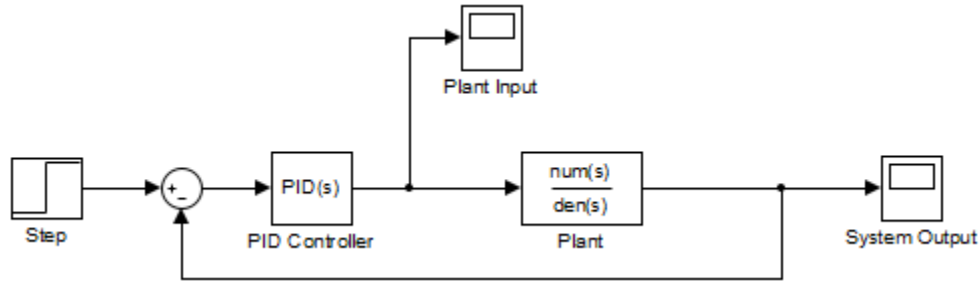 Plant Input
+
-
PID(s)
num(s)
den(s)
Step
PID Controller
Plant
System Output